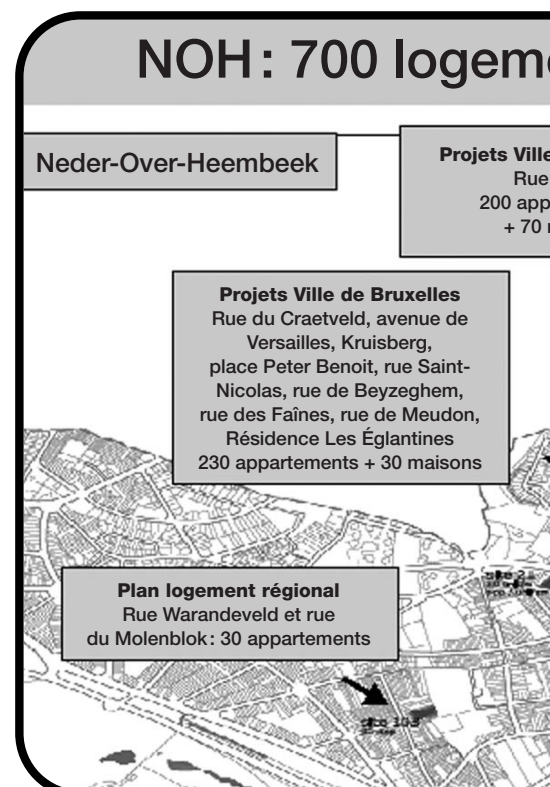 NOH: 700 logeme
Neder-Over-Heembeek
Projets Ville
Rue
200 app
+ 70
Projets Ville de Bruxelles
Rue du Craetveld, avenue de
Versailles, Kruisberg,
place Peter Benoit, rue Saint-
Nicolas, rue de Beyzeghem,
rue des Faînes, rue de Meudon,
Résidence Les Églantines
230 appartements + 30 maisons
Plan logement régional
Rue Warandeveld et rue
du Molenblok: 30 appartements